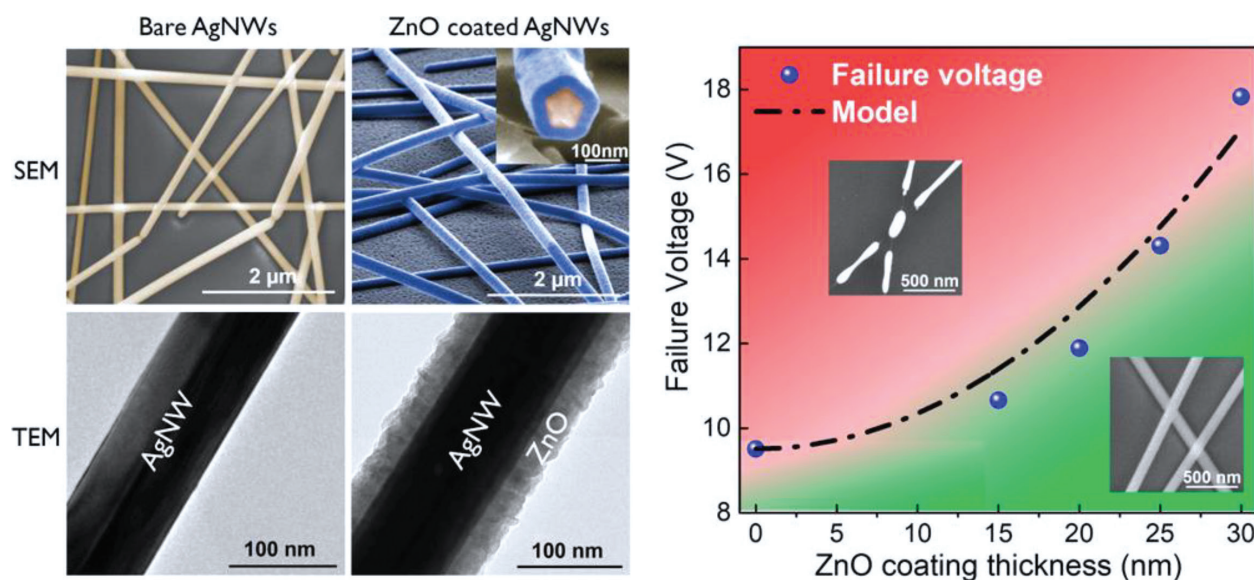 Bare AgNWs
ZnO coated AgNWs
SEM
2 µm
100nm
2 µm
TEM
AgNW
100 nm
AgNW
ZnO
100 nm
Failure voltage
Model
500 nm
500 nm
Failure Voltage (V)
18
16
14
12
10
8
0
5
10
15
20
25
30
ZnO coating thickness (nm)